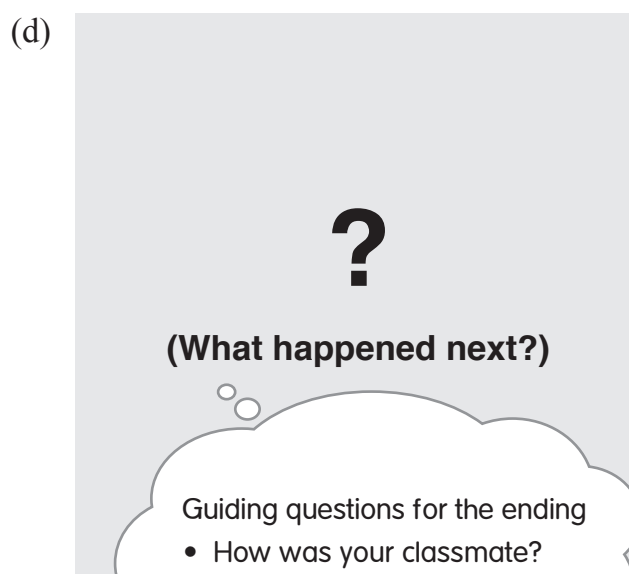 (d)
?
(What happened next?)
Guiding questions for the ending
• How was your classmate?